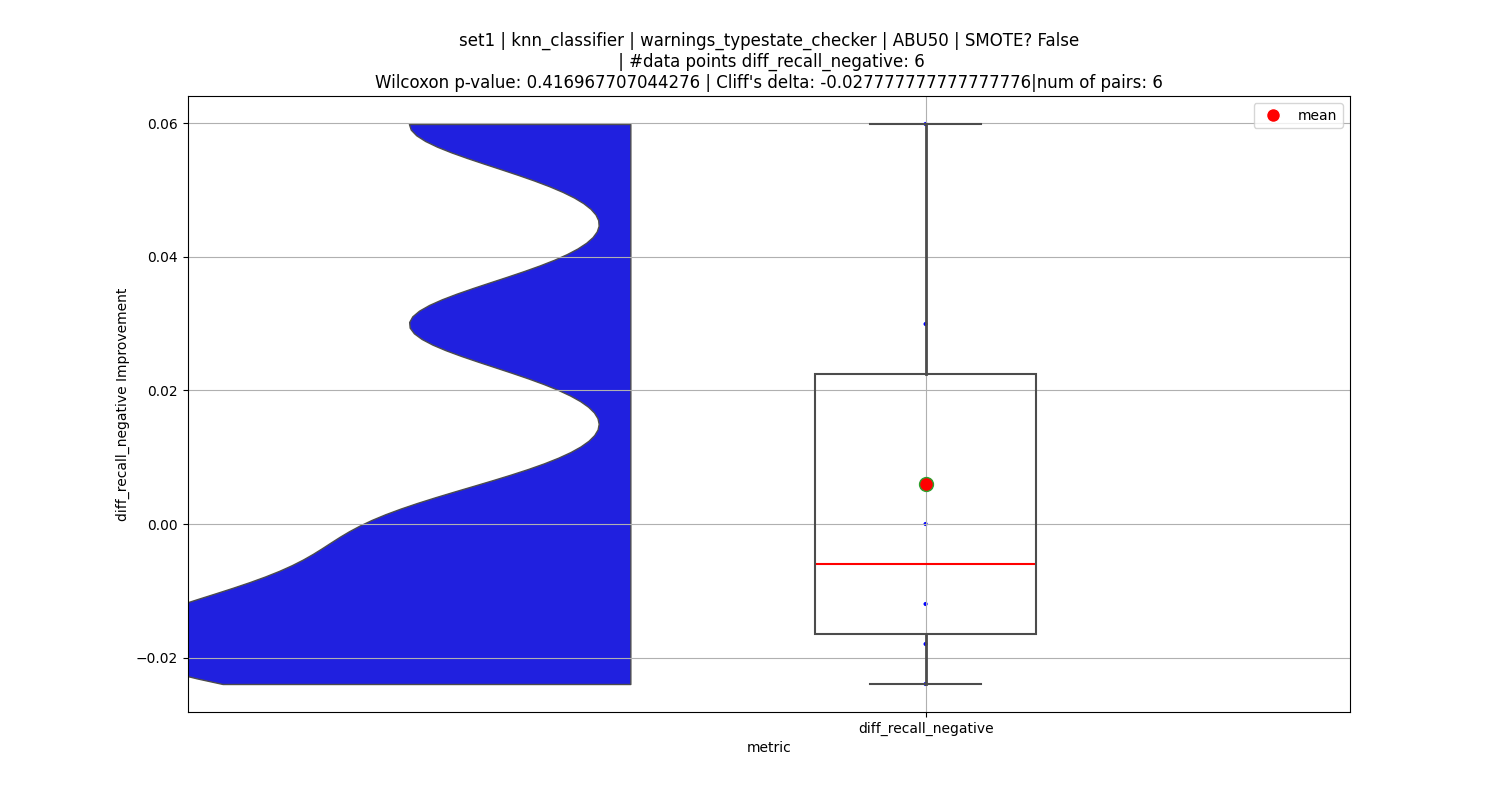 set1 | knn_classifier | warnings_typestate_checker | ABU50 | SMOTE? False
| #data points diff_recall_negative: 6
Wilcoxon p-value: 0.416967707044276 | Cliff's delta: -0.027777777777777776|num of pairs: 6
mean
0.06
0.04
0.02
0.00
−0.02
diff_recall_negative Improvement
diff_recall_negative
metric